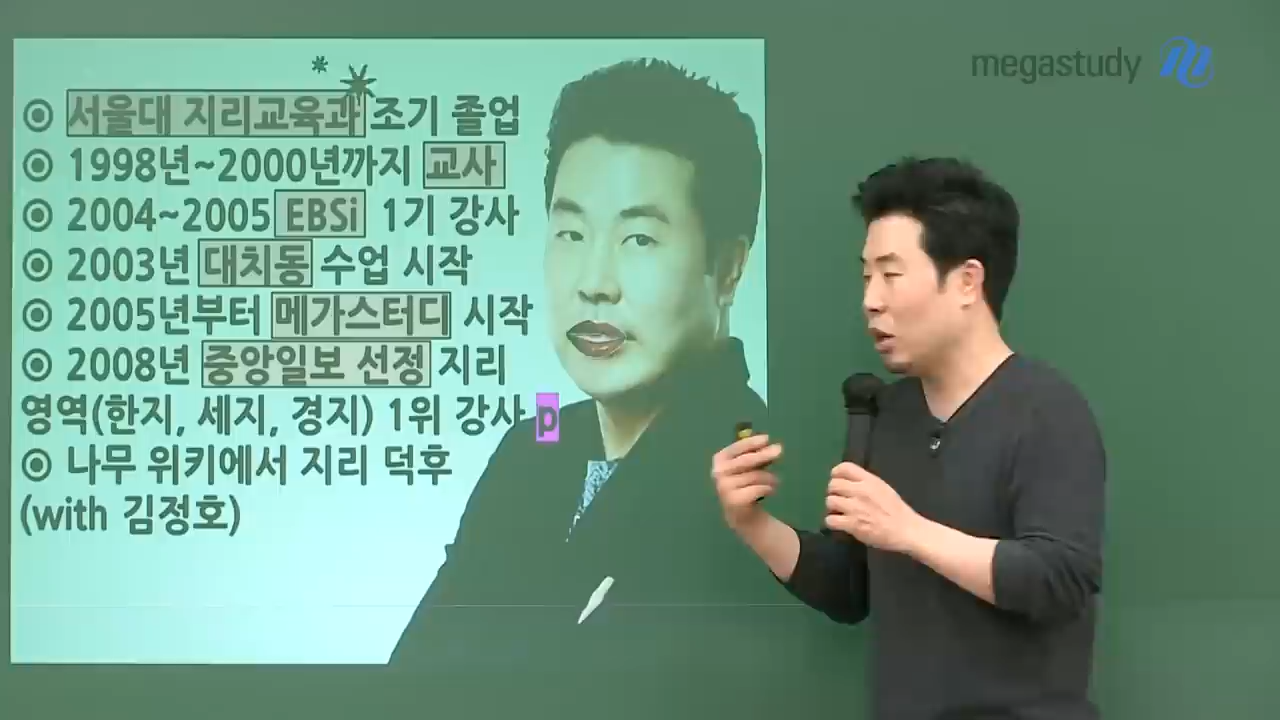 megastudy
◉ 서울대 지리교육과 조기 졸업
◉ 1998년~2000년까지 교사
◉ 2004~2005 EBSi 1기 강사
◉ 2003년 대치동 수업 시작
◉ 2005년부터 메가스터디 시작
◉ 2008년 중앙일보 선정 지리
영역(한지, 세지, 경지) 1위 강사 p
◉ 나무 위키에서 지리 덕후
(with 김정호)